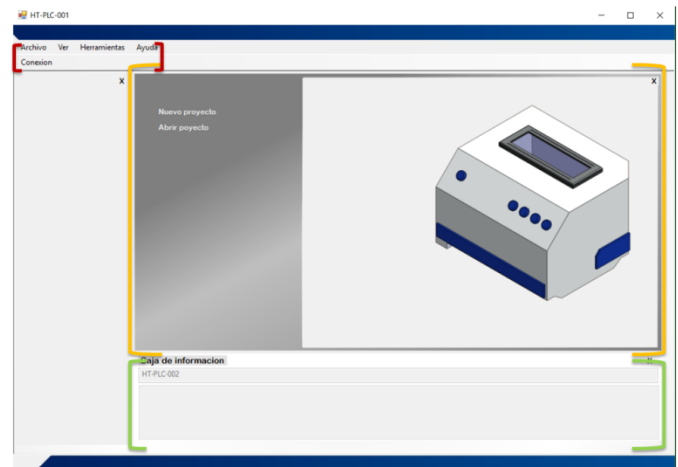 HT-PLC-001
Archivo Ver Herramientas Ayuda
Conexion
X
X
Nuevo proyecto
Abrir poyecto
Caja de informacion
HT-PLC-002